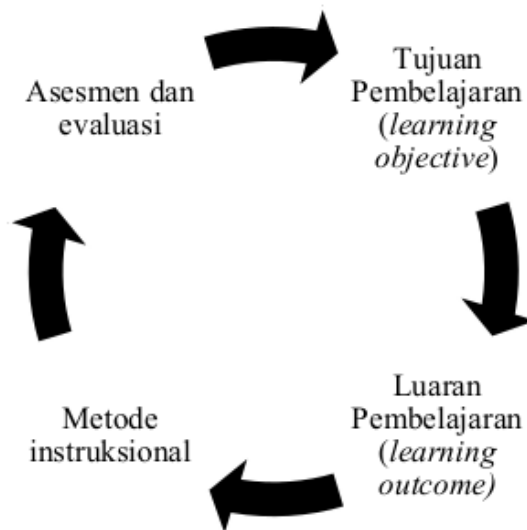 Asesmen dan
evaluasi
Tujuan
Pembelajaran
(learning
objective)
Metode
instruksional
Luaran
Pembelajaran
(learning
outcome)